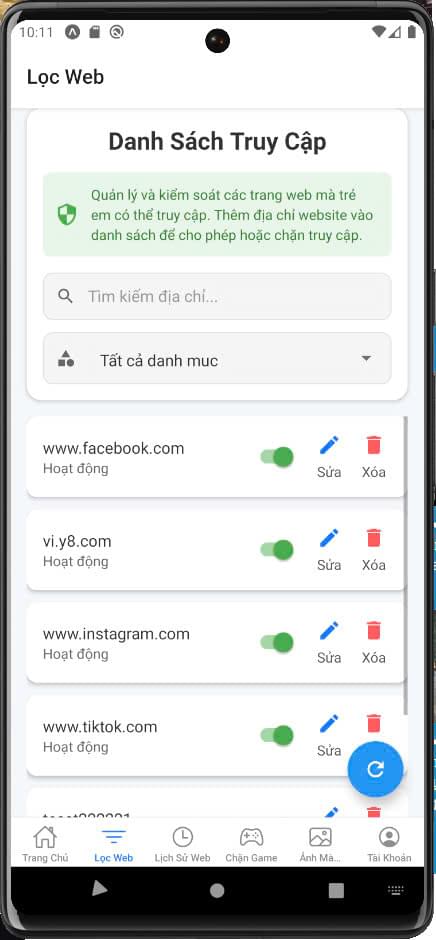 10:11
Lọc Web
Danh Sách Truy Cập
Quản lý và kiểm soát các trang web mà trẻ
em có thể truy cập. Thêm địa chỉ website vào
danh sách để cho phép hoặc chặn truy cập.
Tìm kiếm địa chỉ...
Tất cả danh muc
www.facebook.com
Hoạt động
Sửa Xóa
vi.y8.com
Hoạt động
Sửa Xóa
www.instagram.com
Hoạt động
Sửa Xóa
www.tiktok.com
Hoạt động
Sửa
Trang Chủ Lọc Web Lịch Sử Web Chặn Game Ảnh Mà... Tài Khoản